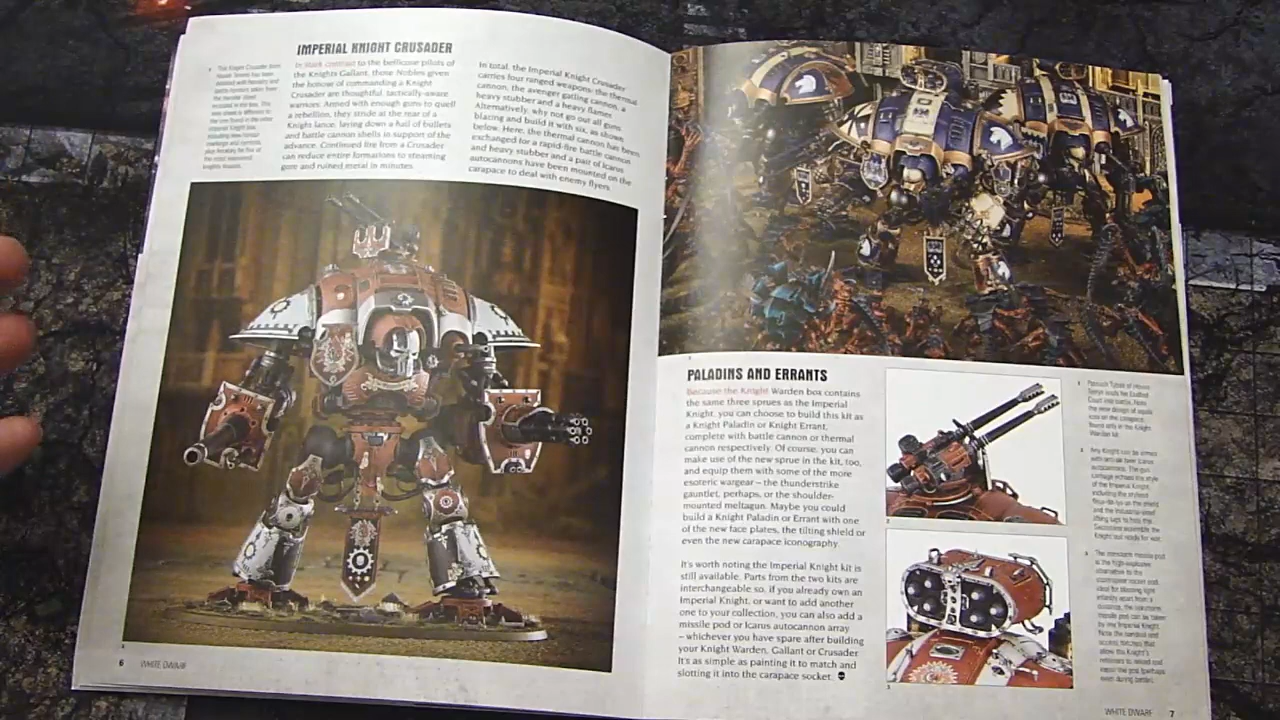 IMPERIAL KNIGHT CRUSADER
In stark contrast to the bellicose pilots of
the Knights Gallant, those Nobles given
the honour of commanding a Knight
Crusader are thoughtful, tactically-aware
warriors. Armed with enough guns to quell
a rebellion, they stride at the rear of a
Knight lance, laying down a hail of bullets
and battle cannon shells in support of the
advance. Continued fire from a Crusader
can reduce entire formations to steaming
gore and ruined metal in minutes.
In total, the Imperial Knight Crusader
carries four ranged weapons: the thermal
cannon, the avenger gatling cannon, a
heavy stubber and a heavy flamer.
Alternatively, why not go out all guns
blazing and build it with six, as shown
below. Here, the thermal cannon has been
exchanged for a rapid-fire battle cannon
and heavy stubber and a pair of Icarus
autocannons have been mounted on the
carapace to deal with enemy flyers.
6 WHITE DWARF
PALADINS AND ERRANTS
Because the Knight Warden box contains
the same three sprues as the Imperial
Knight, you can choose to build this kit as
a Knight Paladin or Knight Errant,
complete with battle cannon or thermal
cannon respectively. Of course, you can
make use of the new sprue in the kit, too,
and equip them with some of the more
esoteric wargear – the thunderstrike
gauntlet, perhaps, or the shoulder-
mounted meltagun. Maybe you could
build a Knight Paladin or Errant with one
of the new face plates, the tilting shield or
even the new carapace iconography.
It's worth noting the Imperial Knight kit is
still available. Parts from the two kits are
interchangeable so, if you already own an
Imperial Knight, or want to add another
one to your collection, you can also add a
missile pod or Icarus autocannon array
– whichever you have spare after building
your Knight Warden, Gallant or Crusader
It's as simple as painting it to match and
slotting it into the carapace socket.
WHITE DWARF 7